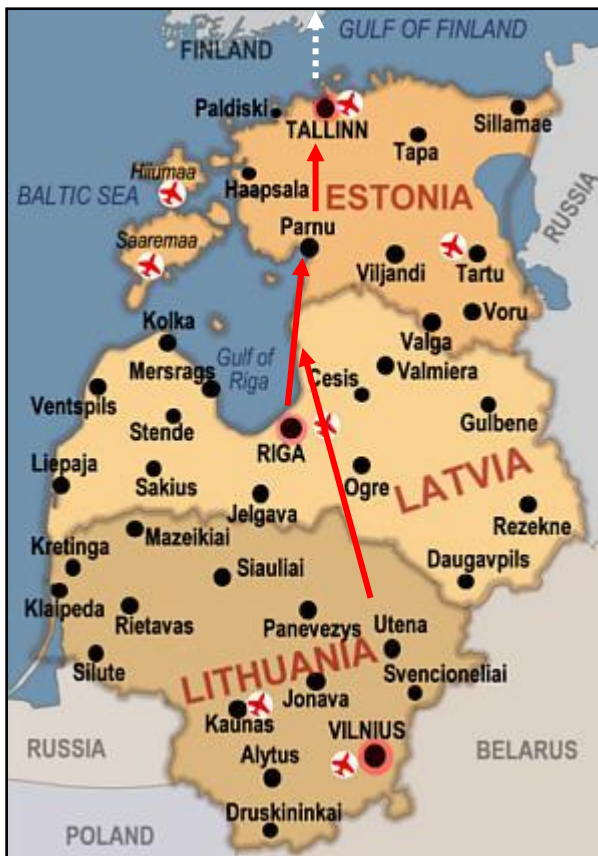 GULF OF FINLAND
FINLAND
Paldiski
TALLINN
Sillamae
Tapa
Hiiumaa
Haapsala
BALTIC SEA
ESTONIA
RUSSIA
Saaremaa
Parnu
Viljandi
Tartu
Voru
Kolka
Valga
Gulf of
Riga
Mersrags
Cesis
Valmiera
Ventspils
Stende
Gulbene
RIGA
Liepaja
Sakius
Ogre
LATVIA
Jelgava
Rezekne
Mazeikiai
Kretinga
Siauliai
Daugavpils
Klaipeda
Rietavas
Panevezys
Utena
Silute
LITHUANIA
Svencioneliai
Jonava
Kaunas
VILNIUS
RUSSIA
Alytus
BELARUS
Druskininkai
POLAND